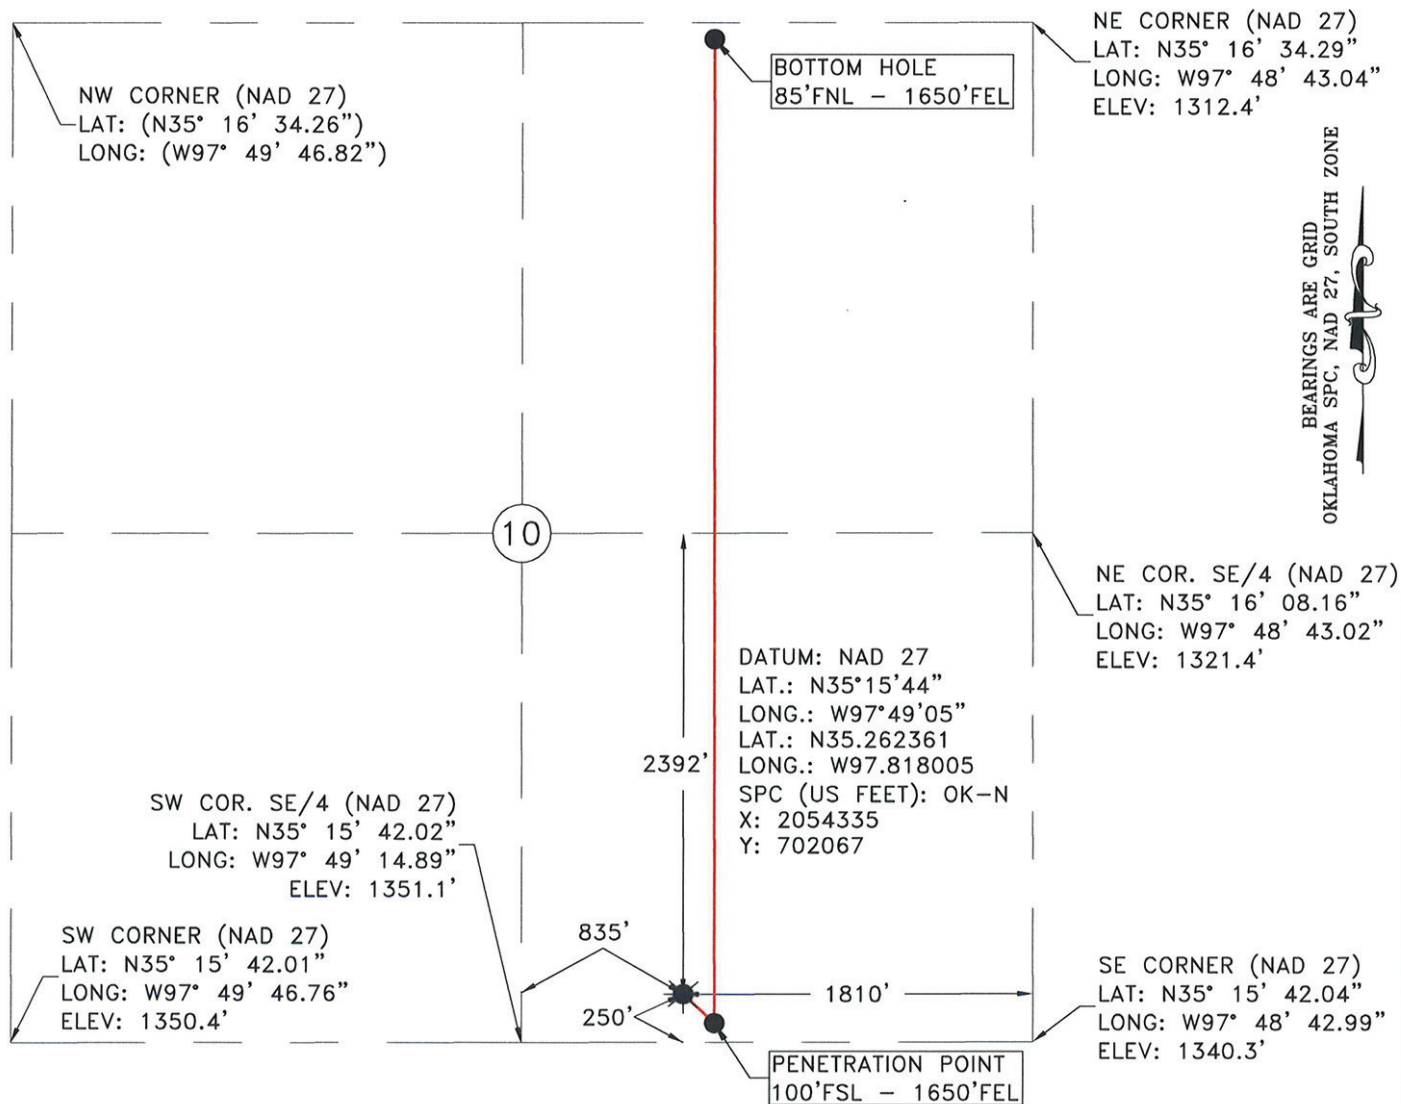 NE CORNER (NAD 27)
LAT: N35° 16' 34.29"
LONG: W97° 48' 43.04"
ELEV: 1312.4'
BOTTOM HOLE
85'FNL – 1650'FEL
NW CORNER (NAD 27)
LAT: (N35° 16' 34.26")
LONG: (W97° 49' 46.82")
BEARINGS ARE GRID
OKLAHOMA SPC, NAD 27, SOUTH ZONE
10
NE COR. SE/4 (NAD 27)
LAT: N35° 16' 08.16"
LONG: W97° 48' 43.02"
ELEV: 1321.4'
DATUM: NAD 27
LAT.: N35°15'44"
LONG.: W97°49'05"
LAT.: N35.262361
LONG.: W97.818005
SPC (US FEET): OK–N
X: 2054335
Y: 702067
2392'
SW COR. SE/4 (NAD 27)
LAT: N35° 15' 42.02"
LONG: W97° 49' 14.89"
ELEV: 1351.1'
SW CORNER (NAD 27)
LAT: N35° 15' 42.01"
LONG: W97° 49' 46.76"
ELEV: 1350.4'
835'
250'
1810'
SE CORNER (NAD 27)
LAT: N35° 15' 42.04"
LONG: W97° 48' 42.99"
ELEV: 1340.3'
PENETRATION POINT
100'FSL – 1650'FEL